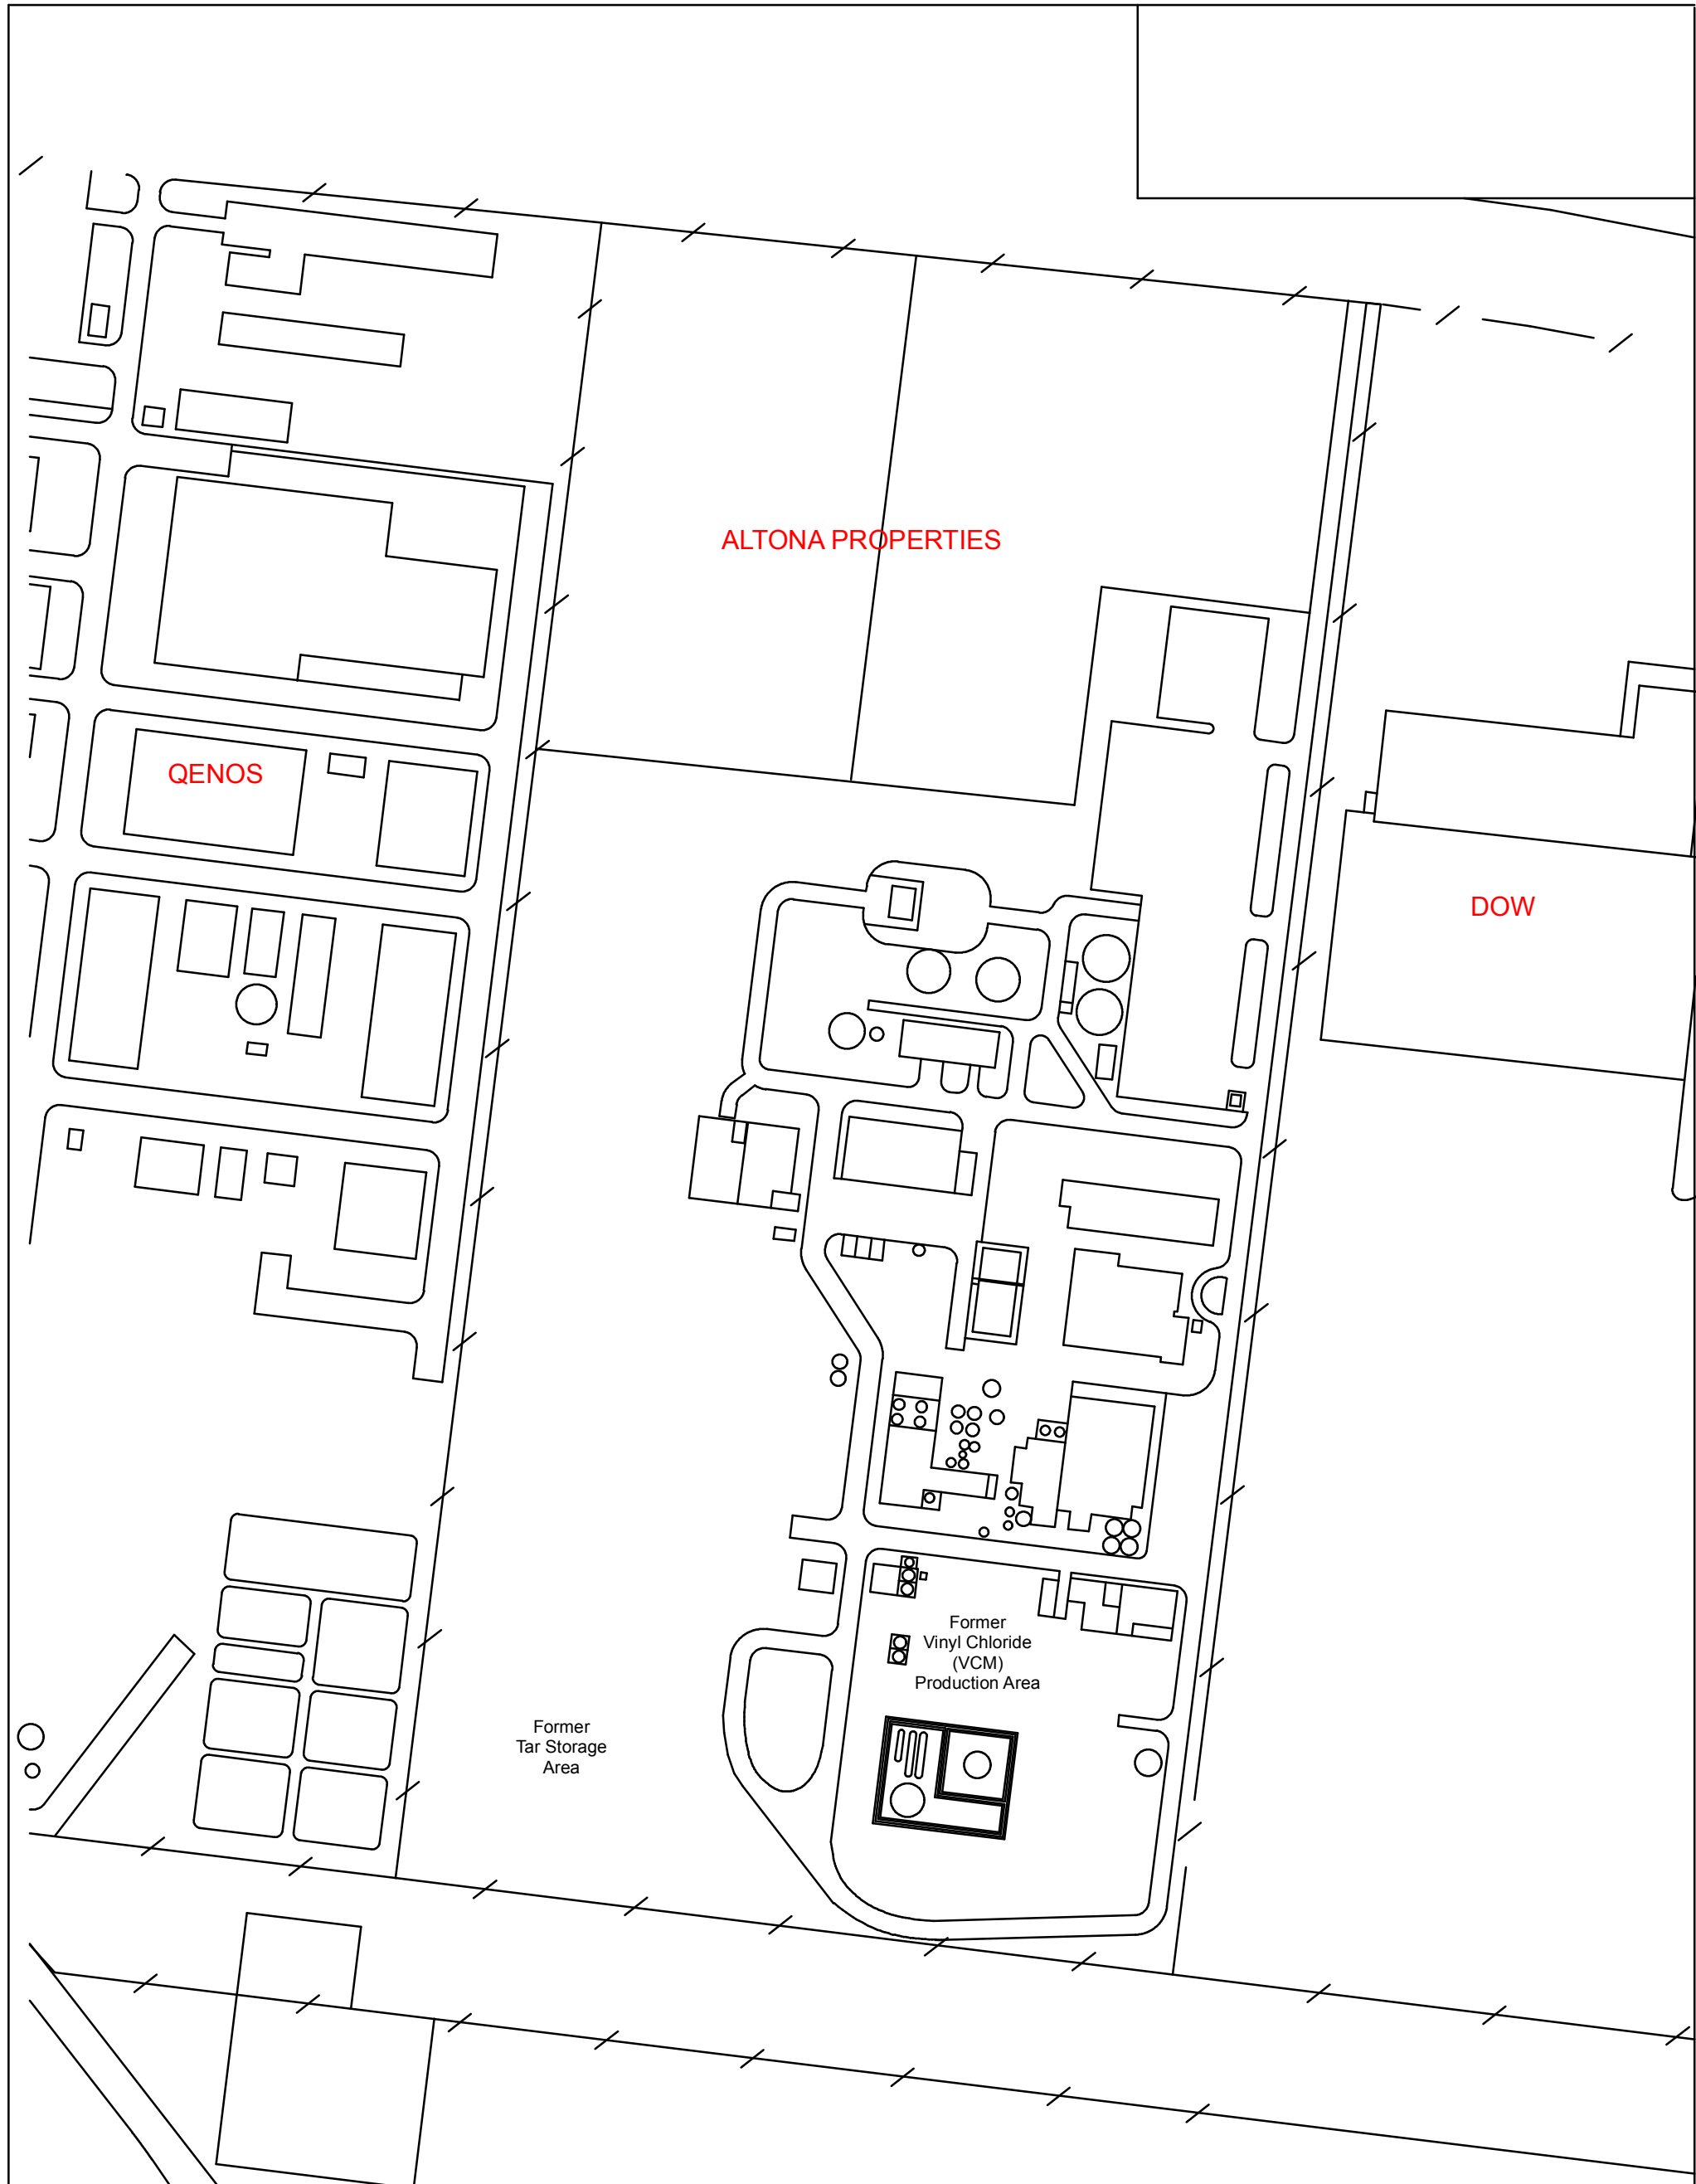 ALTONA PROPERTIES
QENOS
DOW
Former
Vinyl Chloride
(VCM)
Production Area
Former
Tar Storage
Area